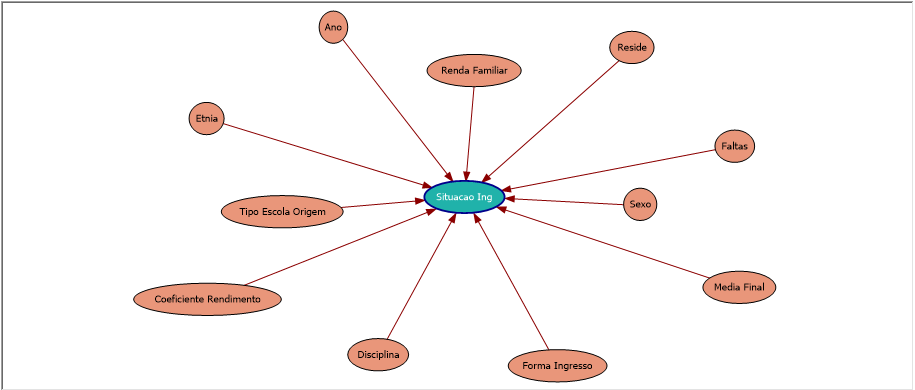 Ano
Reside
Renda Familiar
Etnia
Faltas
Situacao Ing
Sexo
Tipo Escola Origem
Media Final
Coeficiente Rendimento
Disciplina
Forma Ingresso